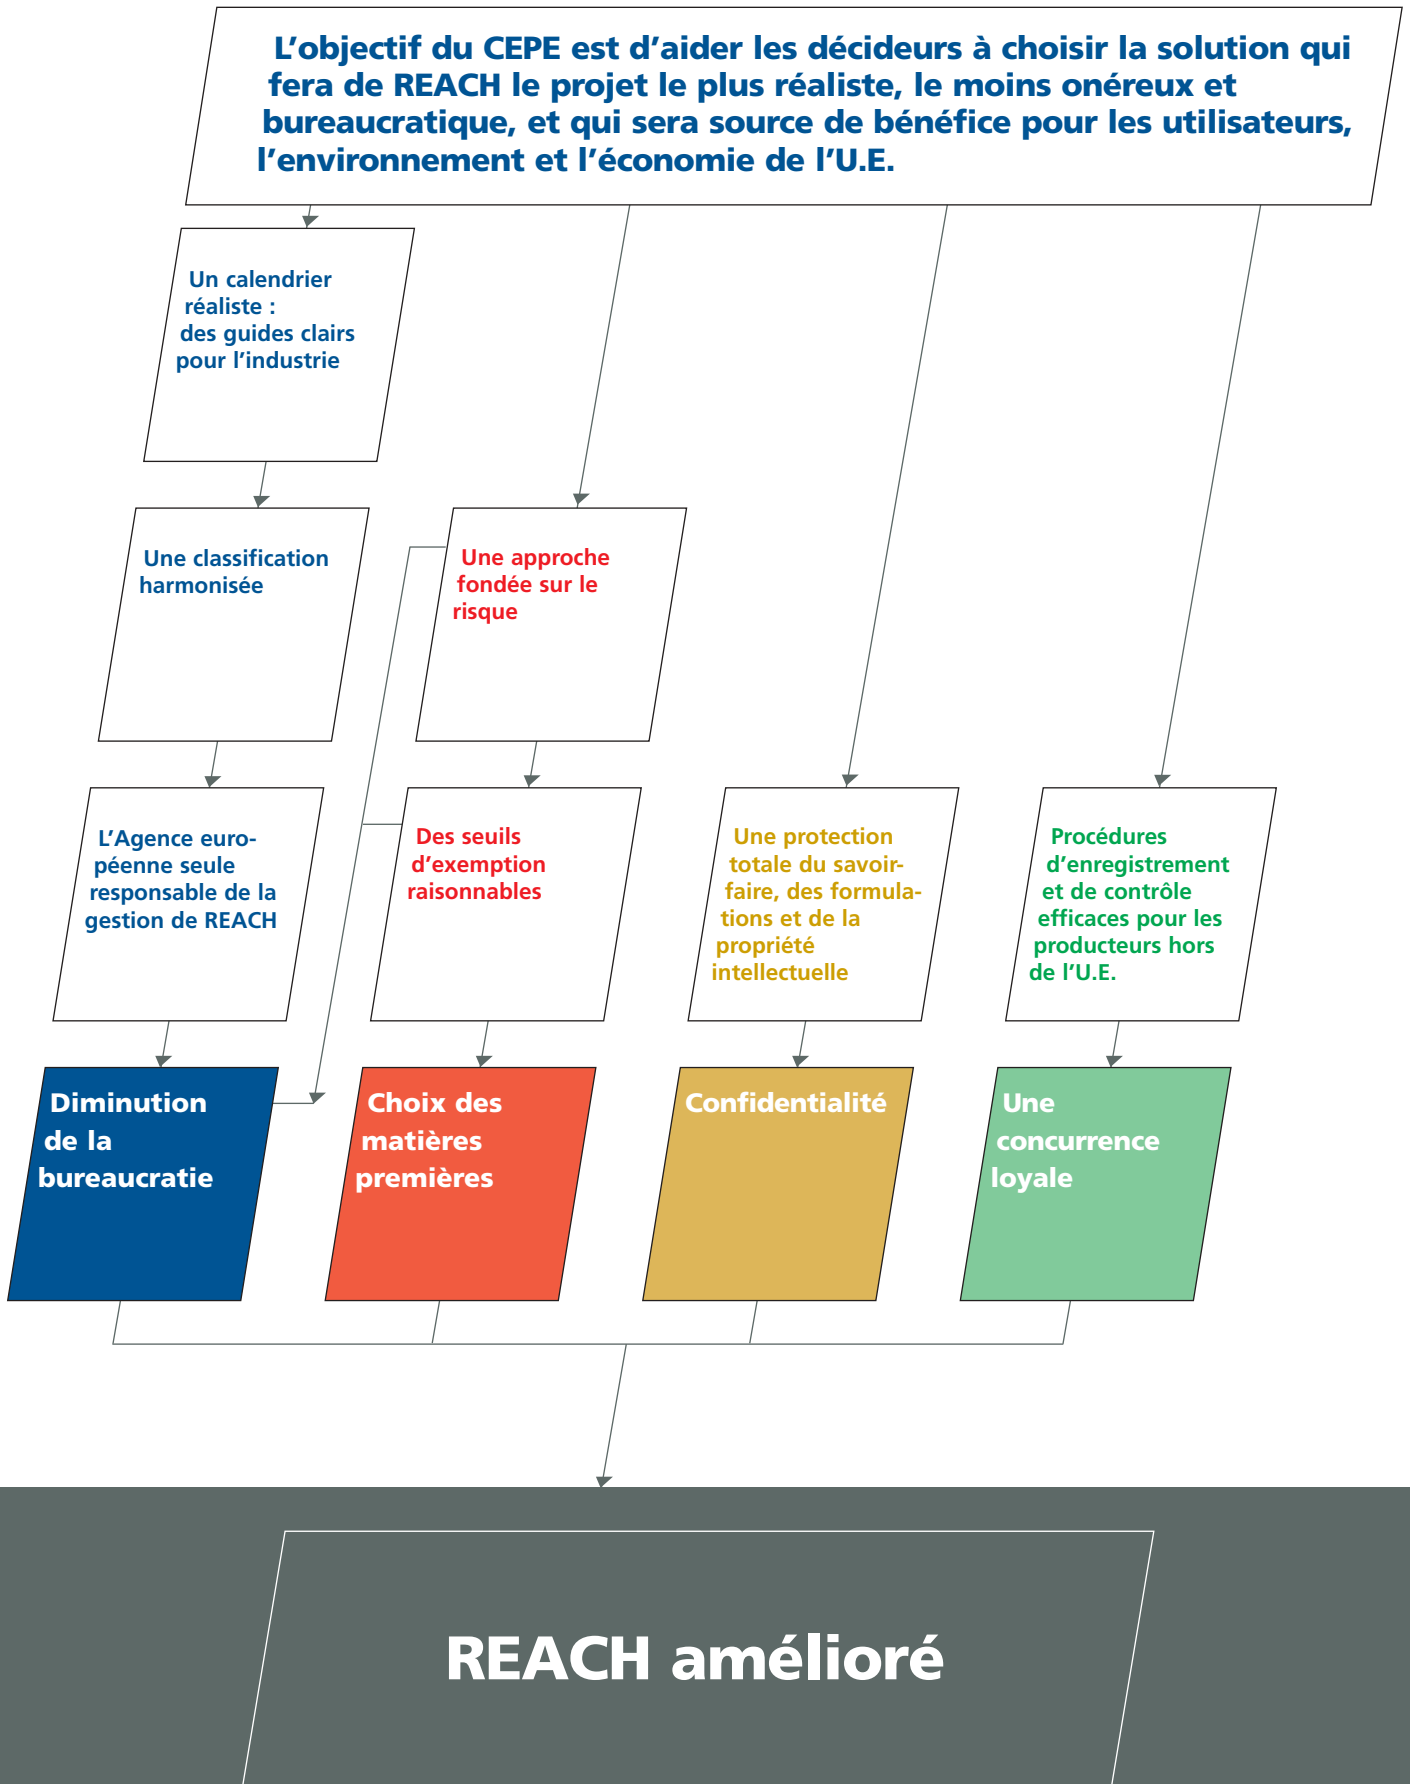 L'objectif du CEPE est d'aider les décideurs à choisir la solution qui
fera de REACH le projet le plus réaliste, le moins onéreux et
bureaucratique, et qui sera source de bénéfice pour les utilisateurs,
l'environnement et l'économie de l'U.E.
Un calendrier
réaliste :
des guides clairs
pour l'industrie
Une classification
harmonisée
Une approche
fondée sur le
risque
L'Agence euro-
péenne seule
responsable de la
gestion de REACH
Des seuils
d'exemption
raisonnables
Une protection
totale du savoir-
faire, des formula-
tions et de la
propriété
intellectuelle
Procédures
d'enregistrement
et de contrôle
efficaces pour les
producteurs hors
de l'U.E.
Diminution
de la
bureaucratie
Choix des
matières
premières
Confidentialité
Une
concurrence
loyale
REACH amélioré